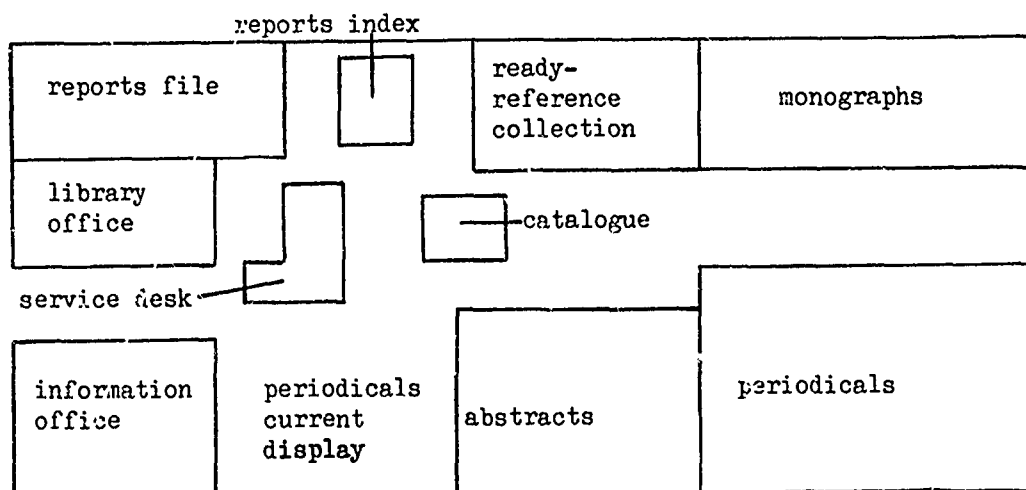 reports index
reports file
ready-
reference
collection
monographs
library
office
catalogue
service desk
information
office
periodicals
current
display
abstracts
periodicals